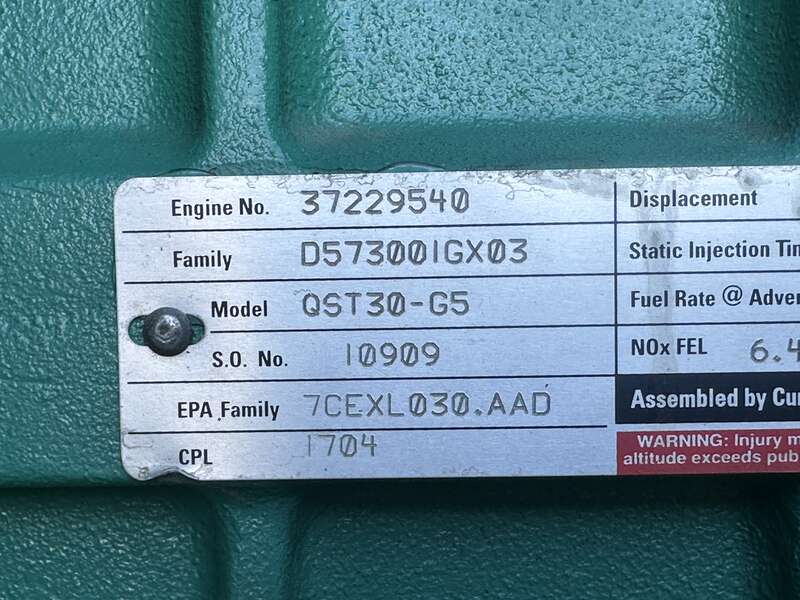 Engine No. 37229540
Family D573001GX03
Model QST30-G5
S.O. No. 10909
EPA Family 7CEXL030.AAD
CPL 1704
Displacement
Static Injection Tim
Fuel Rate @ Adver
NOx FEL 6.4
Assembled by Cu
WARNING: Injury m
altitude exceeds pub